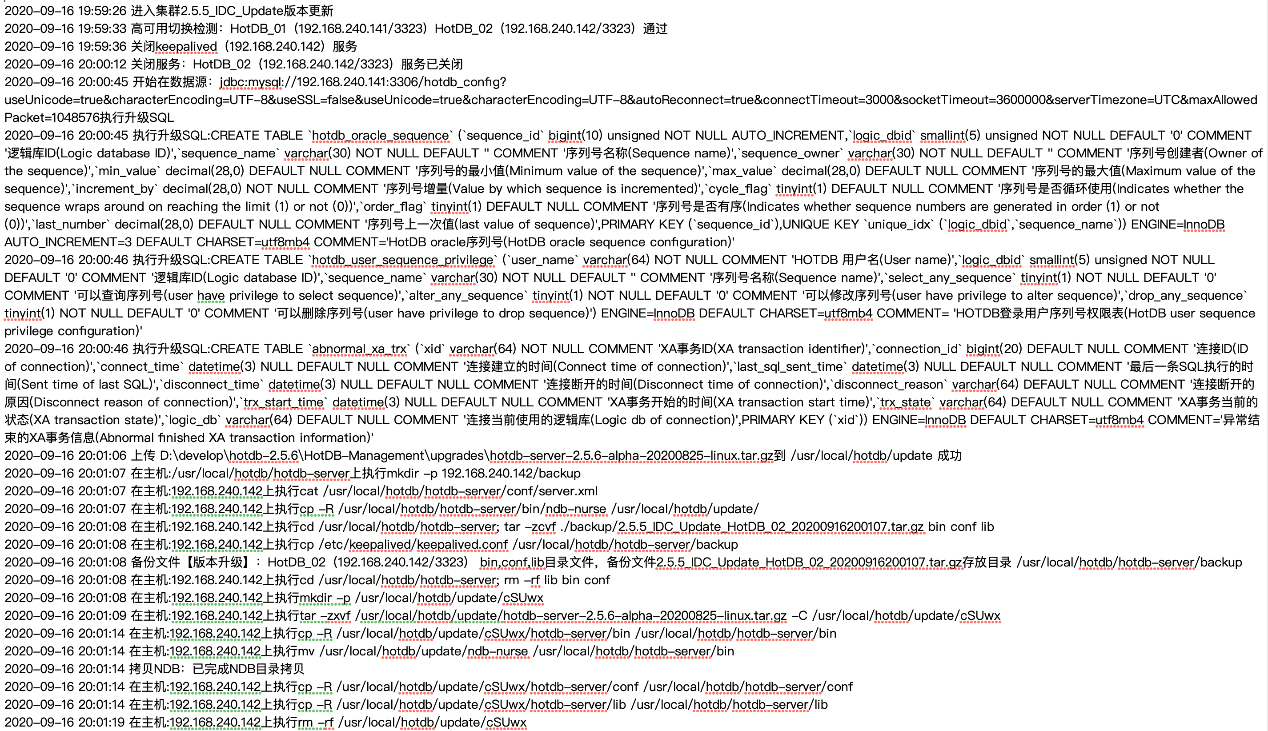 2020-09-16 19:59:26 进入集群2.5.5_IDC_Update版本更新
2020-09-16 19:59:33 高可用切换检测：HotDB_01（192.168.240.141/3323）HotDB_02（192.168.240.142/3323）通过
2020-09-16 19:59:36 关闭keepalived（192.168.240.142）服务
2020-09-16 20:00:12 关闭服务：HotDB_02（192.168.240.142/3323）服务已关闭
2020-09-16 20:00:45 开始在数据源：jdbc:mysql://192.168.240.141:3306/hotdb_config?
useUnicode=true&characterEncoding=UTF-8&useSSL=false&useUnicode=true&characterEncoding=UTF-8&autoReconnect=true&connectTimeout=3000&socketTimeout=3600000&serverTimezone=UTC&maxAllowed
Packet=1048576执行升级SQL
2020-09-16 20:00:45 执行升级SQL:CREATE TABLE `hotdb_oracle_sequence` (`sequence_id` bigint(10) unsigned NOT NULL AUTO_INCREMENT,`logic_dbid` smallint(5) unsigned NOT NULL DEFAULT '0' COMMENT
'逻辑库ID(Logic database ID)',`sequence_name` varchar(30) NOT NULL DEFAULT '' COMMENT '序列号名称(Sequence name)',`sequence_owner` varchar(30) NOT NULL DEFAULT '' COMMENT '序列号创建者(Owner of
the sequence)',`min_value` decimal(28,0) DEFAULT NULL COMMENT '序列号的最小值(Minimum value of the sequence)',`max_value` decimal(28,0) DEFAULT NULL COMMENT '序列号的最大值(Maximum value of the
sequence)',`increment_by` decimal(28,0) NOT NULL COMMENT '序列号增量(Value by which sequence is incremented)',`cycle_flag` tinyint(1) DEFAULT NULL COMMENT '序列号是否循环使用(Indicates whether the
sequence wraps around on reaching the limit (1) or not (0))',`order_flag` tinyint(1) DEFAULT NULL COMMENT '序列号是否有序(Indicates whether sequence numbers are generated in order (1) or not
(0))',`last_number` decimal(28,0) DEFAULT NULL COMMENT '序列号上一次值(last value of sequence)',PRIMARY KEY (`sequence_id`),UNIQUE KEY `unique_idx` (`logic_dbid`,`sequence_name`)) ENGINE=InnoDB
AUTO_INCREMENT=3 DEFAULT CHARSET=utf8mb4 COMMENT='HotDB oracle序列号(HotDB oracle sequence configuration)'
2020-09-16 20:00:46 执行升级SQL:CREATE TABLE `hotdb_user_sequence_privilege` (`user_name` varchar(64) NOT NULL COMMENT 'HOTDB 用户名(User name)',`logic_dbid` smallint(5) unsigned NOT NULL
DEFAULT '0' COMMENT '逻辑库ID(Logic database ID)',`sequence_name` varchar(30) NOT NULL DEFAULT '' COMMENT '序列号名称(Sequence name)',`select_any_sequence` tinyint(1) NOT NULL DEFAULT '0'
COMMENT '可以查询序列号(user have privilege to select sequence)',`alter_any_sequence` tinyint(1) NOT NULL DEFAULT '0' COMMENT '可以修改序列号(user have privilege to alter sequence)',`drop_any_sequence`
tinyint(1) NOT NULL DEFAULT '0' COMMENT '可以删除序列号(user have privilege to drop sequence)') ENGINE=InnoDB DEFAULT CHARSET=utf8mb4 COMMENT= 'HOTDB登录用户序列号权限表(HotDB user sequence
privilege configuration)'
2020-09-16 20:00:46 执行升级SQL:CREATE TABLE `abnormal_xa_trx` (`xid` varchar(64) NOT NULL COMMENT 'XA事务ID(XA transaction identifier)',`connection_id` bigint(20) DEFAULT NULL COMMENT '连接ID(ID
of connection)',`connect_time` datetime(3) NULL DEFAULT NULL COMMENT '连接建立的时间(Connect time of connection)',`last_sql_sent_time` datetime(3) NULL DEFAULT NULL COMMENT '最后一条SQL执行的时
间(Sent time of last SQL)',`disconnect_time` datetime(3) NULL DEFAULT NULL COMMENT '连接断开的时间(Disconnect time of connection)',`disconnect_reason` varchar(64) DEFAULT NULL COMMENT '连接断开的
原因(Disconnect reason of connection)',`trx_start_time` datetime(3) NULL DEFAULT NULL COMMENT 'XA事务开始的时间(XA transaction start time)',`trx_state` varchar(64) DEFAULT NULL COMMENT 'XA事务当前的
状态(XA transaction state)',`logic_db` varchar(64) DEFAULT NULL COMMENT '连接当前使用的逻辑库(Logic db of connection)',PRIMARY KEY (`xid`)) ENGINE=InnoDB DEFAULT CHARSET=utf8mb4 COMMENT='异常结
束的XA事务信息(Abnormal finished XA transaction information)'
2020-09-16 20:01:06 上传 D:\develop\hotdb-2.5.6\HotDB-Management\upgrades\hotdb-server-2.5.6-alpha-20200825-linux.tar.gz到 /usr/local/hotdb/update 成功
2020-09-16 20:01:07 在主机:/usr/local/hotdb/hotdb-server上执行mkdir -p 192.168.240.142/backup
2020-09-16 20:01:07 在主机:192.168.240.142上执行cat /usr/local/hotdb/hotdb-server/conf/server.xml
2020-09-16 20:01:07 在主机:192.168.240.142上执行cp -R /usr/local/hotdb/hotdb-server/bin/ndb-nurse /usr/local/hotdb/update/
2020-09-16 20:01:08 在主机:192.168.240.142上执行cd /usr/local/hotdb/hotdb-server; tar -zcvf ./backup/2.5.5_IDC_Update_HotDB_02_20200916200107.tar.gz bin conf lib
2020-09-16 20:01:08 在主机:192.168.240.142上执行cp /etc/keepalived/keepalived.conf /usr/local/hotdb/hotdb-server/backup
2020-09-16 20:01:08 备份文件【版本升级】：HotDB_02（192.168.240.142/3323） bin,conf,lib目录文件，备份文件2.5.5_IDC_Update_HotDB_02_20200916200107.tar.gz存放目录 /usr/local/hotdb/hotdb-server/backup
2020-09-16 20:01:08 在主机:192.168.240.142上执行cd /usr/local/hotdb/hotdb-server; rm -rf lib bin conf
2020-09-16 20:01:08 在主机:192.168.240.142上执行mkdir -p /usr/local/hotdb/update/cSUwx
2020-09-16 20:01:09 在主机:192.168.240.142上执行tar -zxvf /usr/local/hotdb/update/hotdb-server-2.5.6-alpha-20200825-linux.tar.gz -C /usr/local/hotdb/update/cSUwx
2020-09-16 20:01:14 在主机:192.168.240.142上执行cp -R /usr/local/hotdb/update/cSUwx/hotdb-server/bin /usr/local/hotdb/hotdb-server/bin
2020-09-16 20:01:14 在主机:192.168.240.142上执行mv /usr/local/hotdb/update/ndb-nurse /usr/local/hotdb/hotdb-server/bin
2020-09-16 20:01:14 拷贝NDB：已完成NDB目录拷贝
2020-09-16 20:01:14 在主机:192.168.240.142上执行cp -R /usr/local/hotdb/update/cSUwx/hotdb-server/conf /usr/local/hotdb/hotdb-server/conf
2020-09-16 20:01:14 在主机:192.168.240.142上执行cp -R /usr/local/hotdb/update/cSUwx/hotdb-server/lib /usr/local/hotdb/hotdb-server/lib
2020-09-16 20:01:19 在主机:192.168.240.142上执行rm -rf /usr/local/hotdb/update/cSUwx